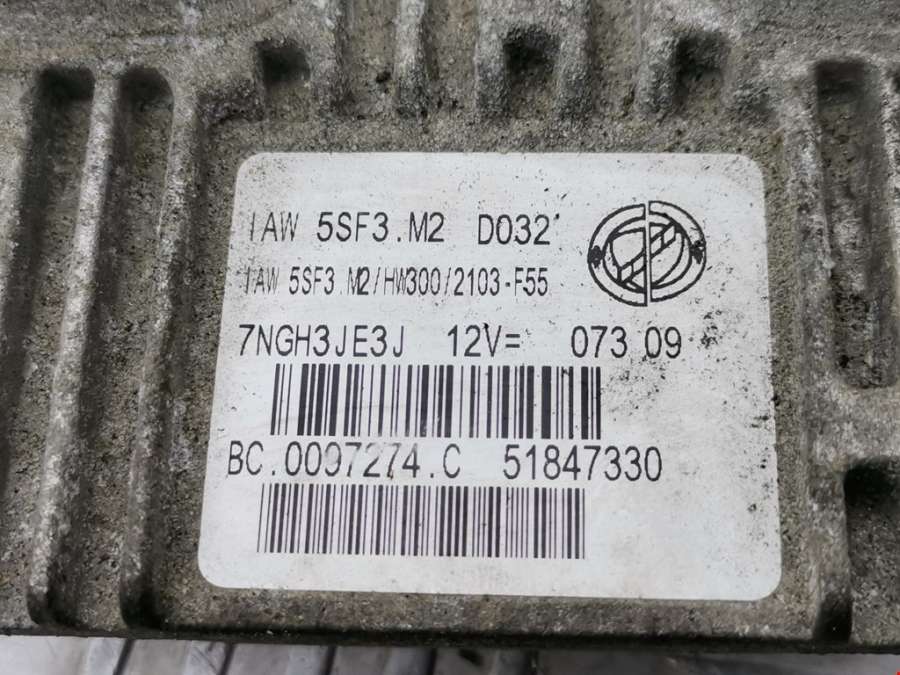 IAW 5SF3.M2 D032
IAW 5SF3.M2/HW300/2103-F55
7NGH3JE3J 12V= 073 09
BC.0097274.C 51847330